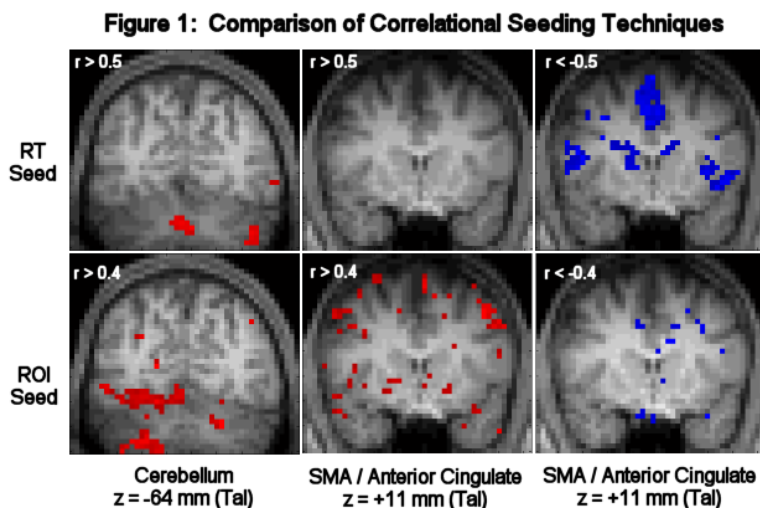 Figure 1: Comparison of Correlational Seeding Techniques
r > 0.5
r > 0.5
r < -0.5
RT
Seed
r > 0.4
r > 0.4
r < -0.4
ROI
Seed
Cerebellum
z = -64 mm (Tal)
SMA / Anterior Cingulate
z = +11 mm (Tal)
SMA / Anterior Cingulate
z = +11 mm (Tal)